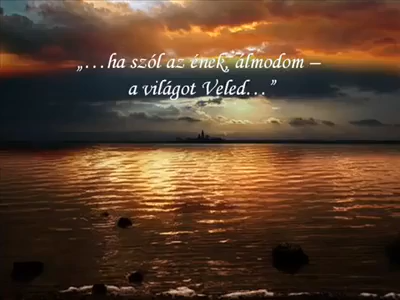 „…ha szól az ének, álmodom –
a világot Veled…”